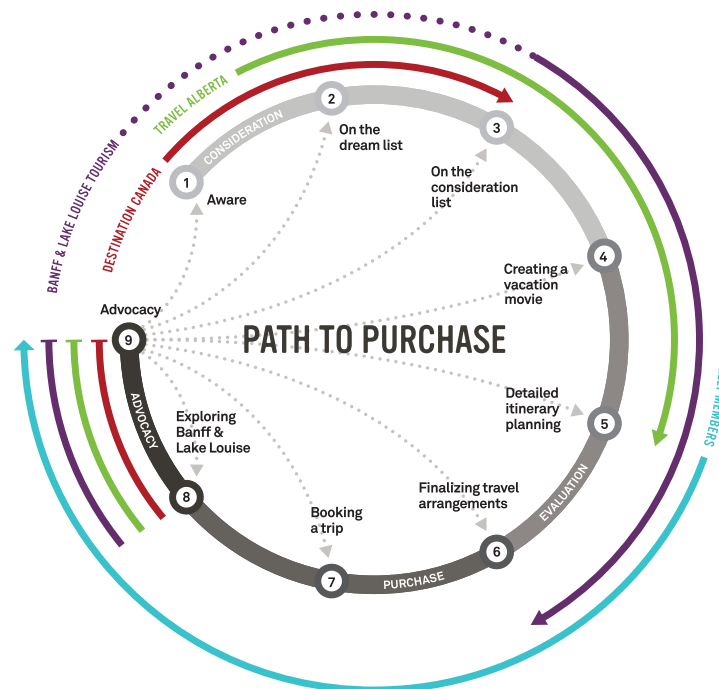 BANFF & LAKE LOUISE TOURISM
TRAVEL ALBERTA
DESTINATION CANADA
CONSIDERATION
1
Aware
2
On the
dream list
3
On the
consideration
list
4
Creating a
vacation
movie
PATH TO PURCHASE
5
Detailed
itinerary
planning
MEMBERS
EVALUATION
6
Finalizing travel
arrangements
PURCHASE
7
Booking
a trip
8
Exploring
Banff &
Lake Louise
ADVOCACY
Advocacy
9